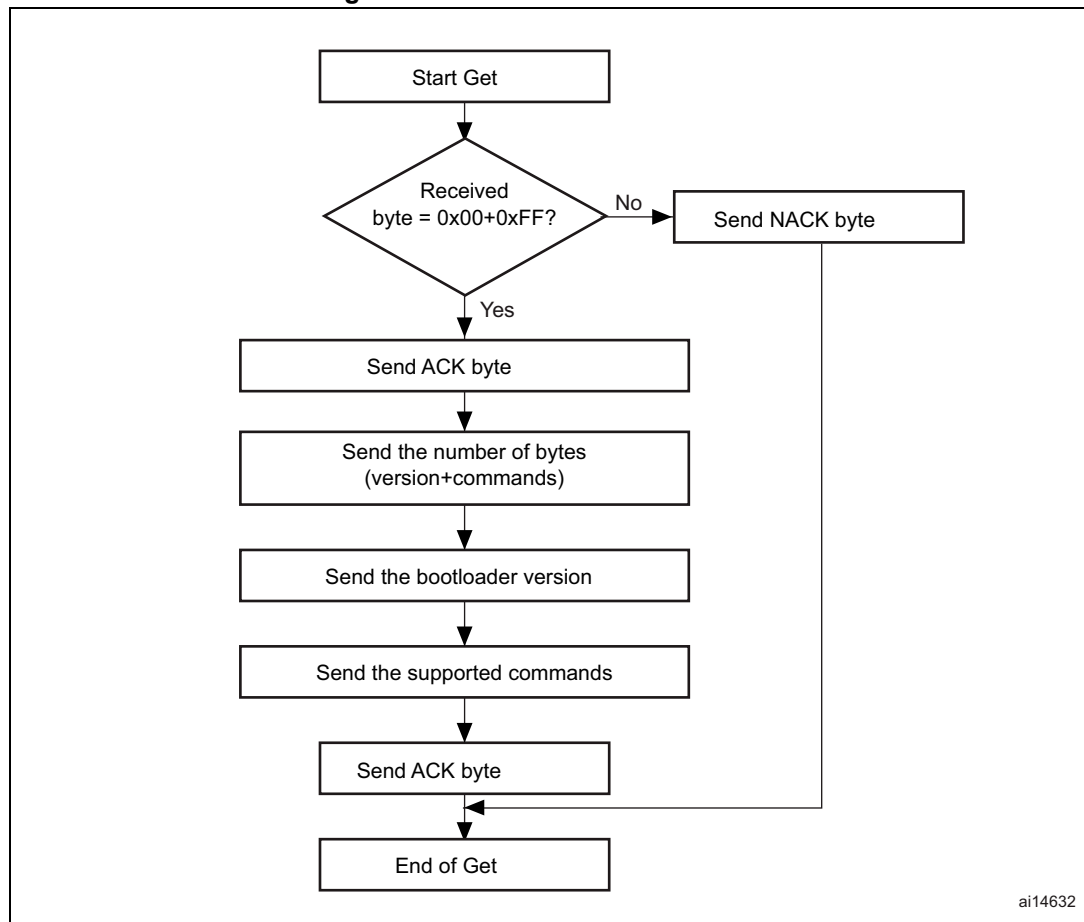 Start Get
Received
byte = 0x00+0xFF?
No
Send NACK byte
Yes
Send ACK byte
Send the number of bytes
(version+commands)
Send the bootloader version
Send the supported commands
Send ACK byte
End of Get
ai14632